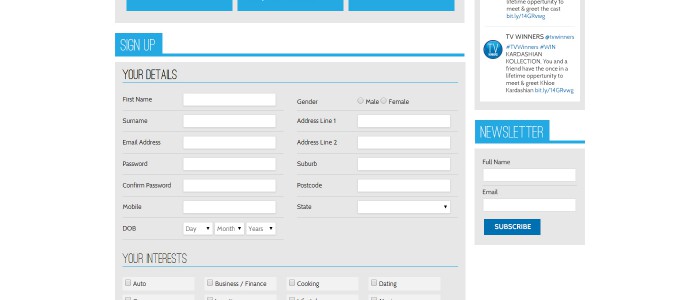 SIGN UP
YOUR DETAILS
First Name
Surname
Email Address
Password
Confirm Password
Mobile
DOB Day Month Years
Gender Male Female
Address Line 1
Address Line 2
Suburb
Postcode
State
YOUR INTERESTS
Auto Business / Finance Cooking Dating
lifetime opportunity to
meet & greet the cast
bit.ly/14GRvwg
TV WINNERS @tvwinners
#TVWinners #WIN
KARDASHIAN
KOLLECTION. You and a
friend have the once in a
lifetime opportunity to
meet & greet Khloe
Kardashian.bit.ly/14GRvwg
NEWSLETTER
Full Name
Email
SUBSCRIBE